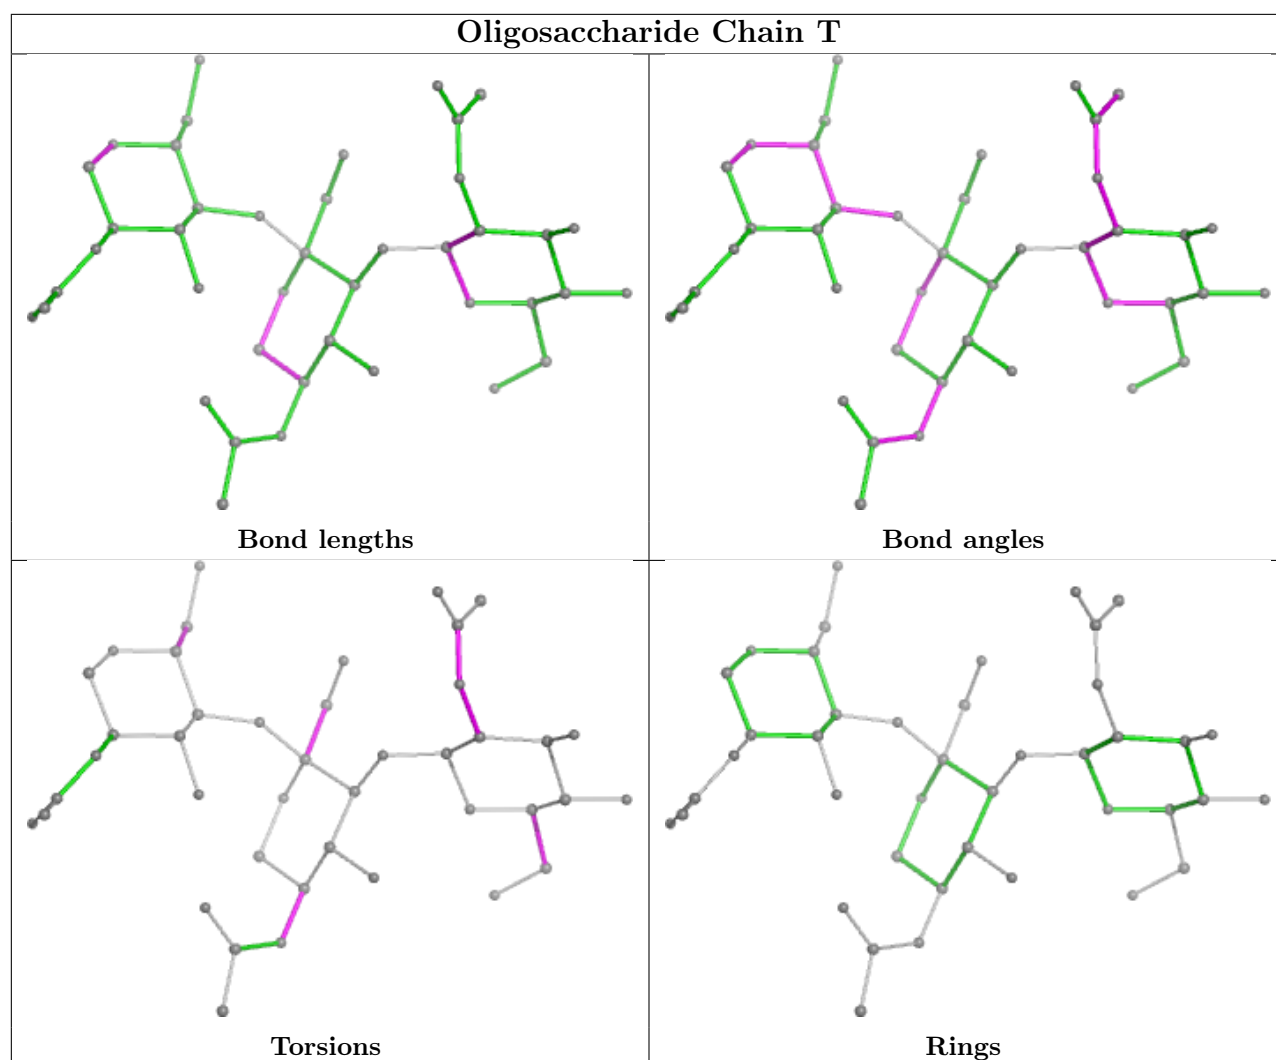 Oligosaccharide Chain T
Bond lengths
Bond angles
Torsions
Rings